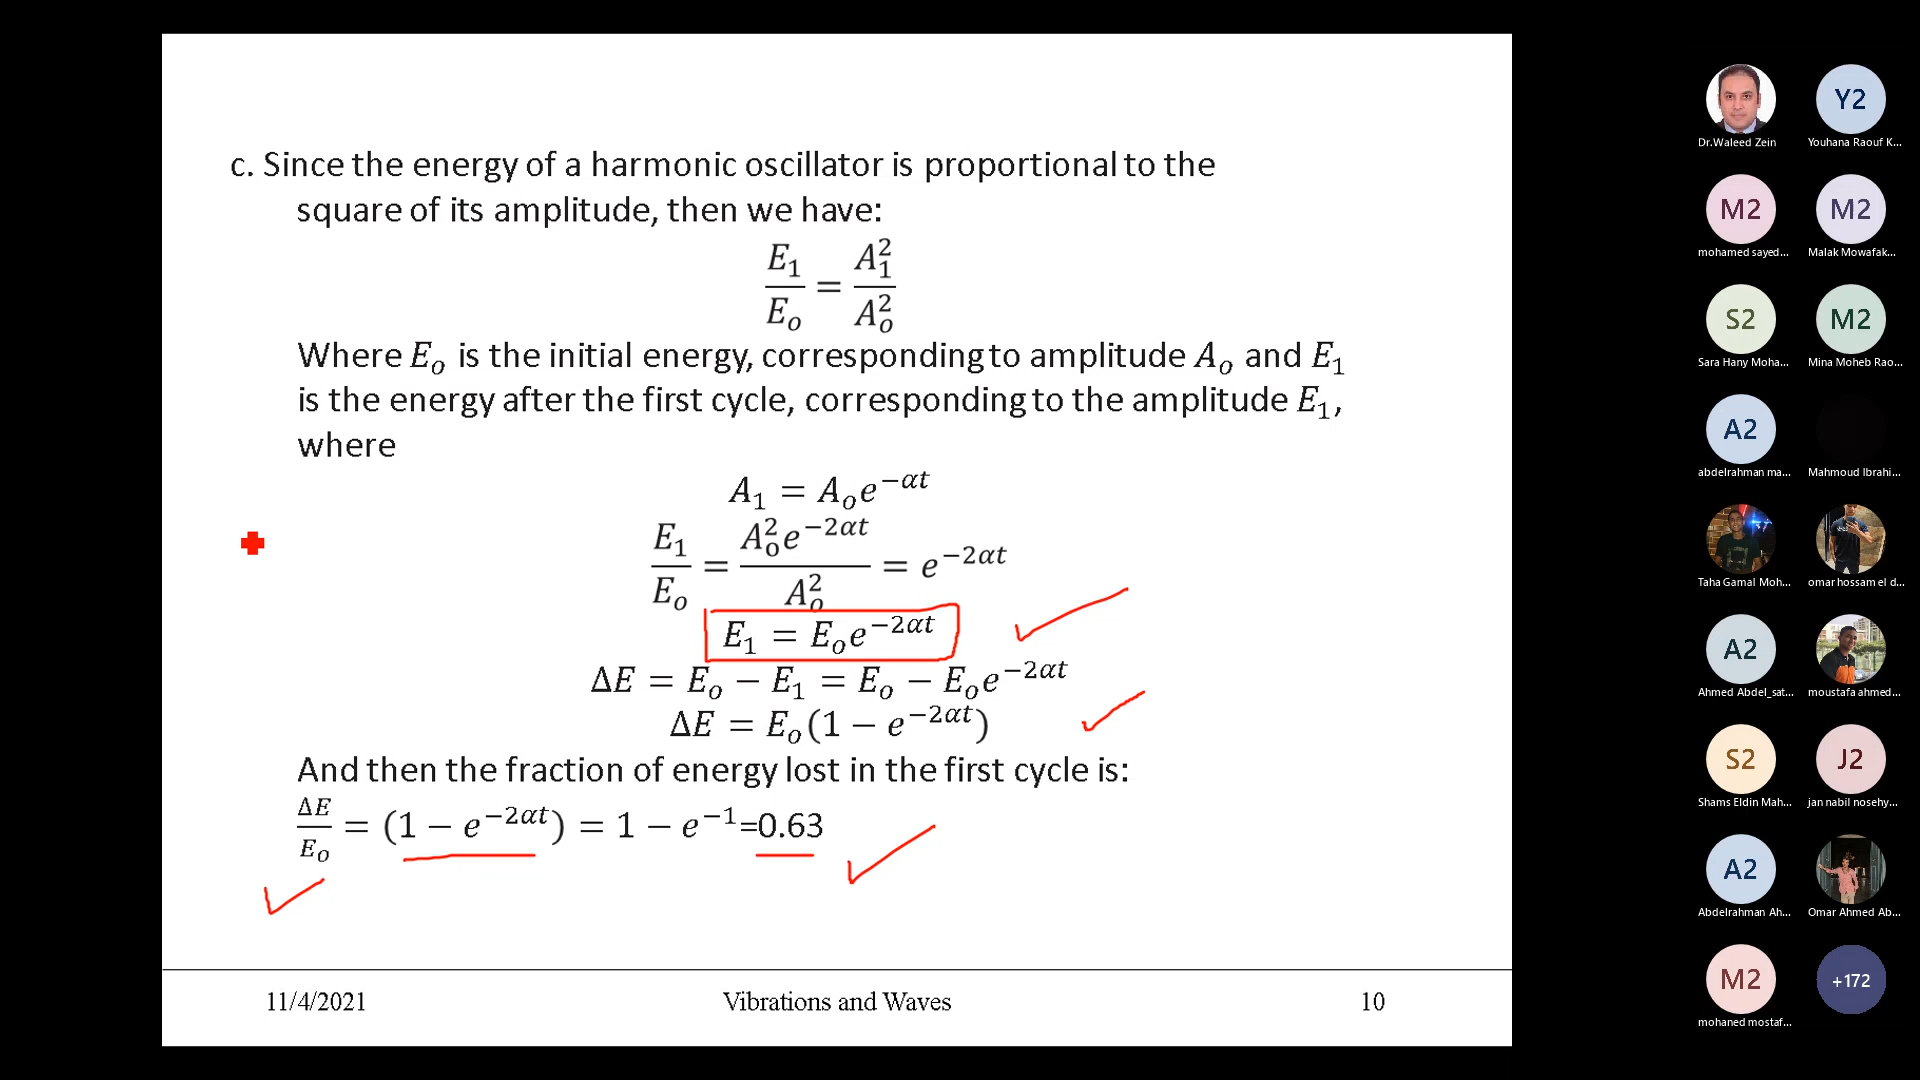 c. Since the energy of a harmonic oscillator is proportional to the
square of its amplitude, then we have:
E₁/Eₒ = A₁²/Aₒ²
Where Eₒ is the initial energy, corresponding to amplitude Aₒ and E₁
is the energy after the first cycle, corresponding to the amplitude E₁,
where
A₁ = Aₒe^(−αt)
E₁/Eₒ = Aₒ²e^(−2αt)/Aₒ² = e^(−2αt)
E₁ = Eₒe^(−2αt)
ΔE = Eₒ − E₁ = Eₒ − Eₒe^(−2αt)
ΔE = Eₒ(1 − e^(−2αt))
And then the fraction of energy lost in the first cycle is:
ΔE/Eₒ = (1 − e^(−2αt)) = 1 − e^(−1)=0.63
11/4/2021 Vibrations and Waves 10
Y2
Dr.Waleed Zein Youhana Raouf K...
M2 M2
mohamed sayed... Malak Mowafak...
S2 M2
Sara Hany Moha... Mina Moheb Rao...
A2
abdelrahman ma... Mahmoud Ibrahi...
Taha Gamal Moh... omar hossam el d...
A2
Ahmed Abdel_sat... moustafa ahmed...
S2 J2
Shams Eldin Mah... jan nabil nosehy...
A2
Abdelrahman Ah... Omar Ahmed Ab...
M2 +172
mohaned mostaf...